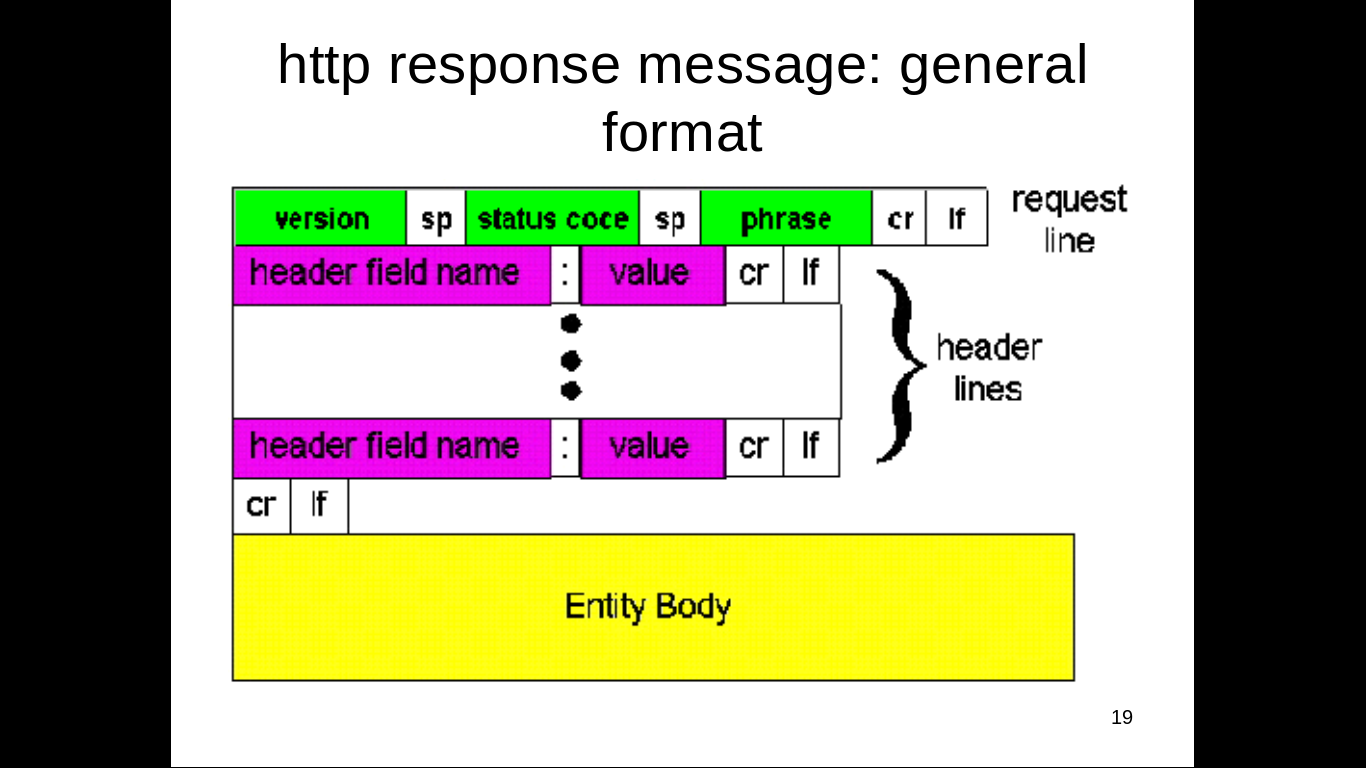 http response message: general
format
version sp status coce sp phrase cr lf
request
line
header field name : value cr lf
header
lines
header field name : value cr lf
cr lf
Entity Body
19